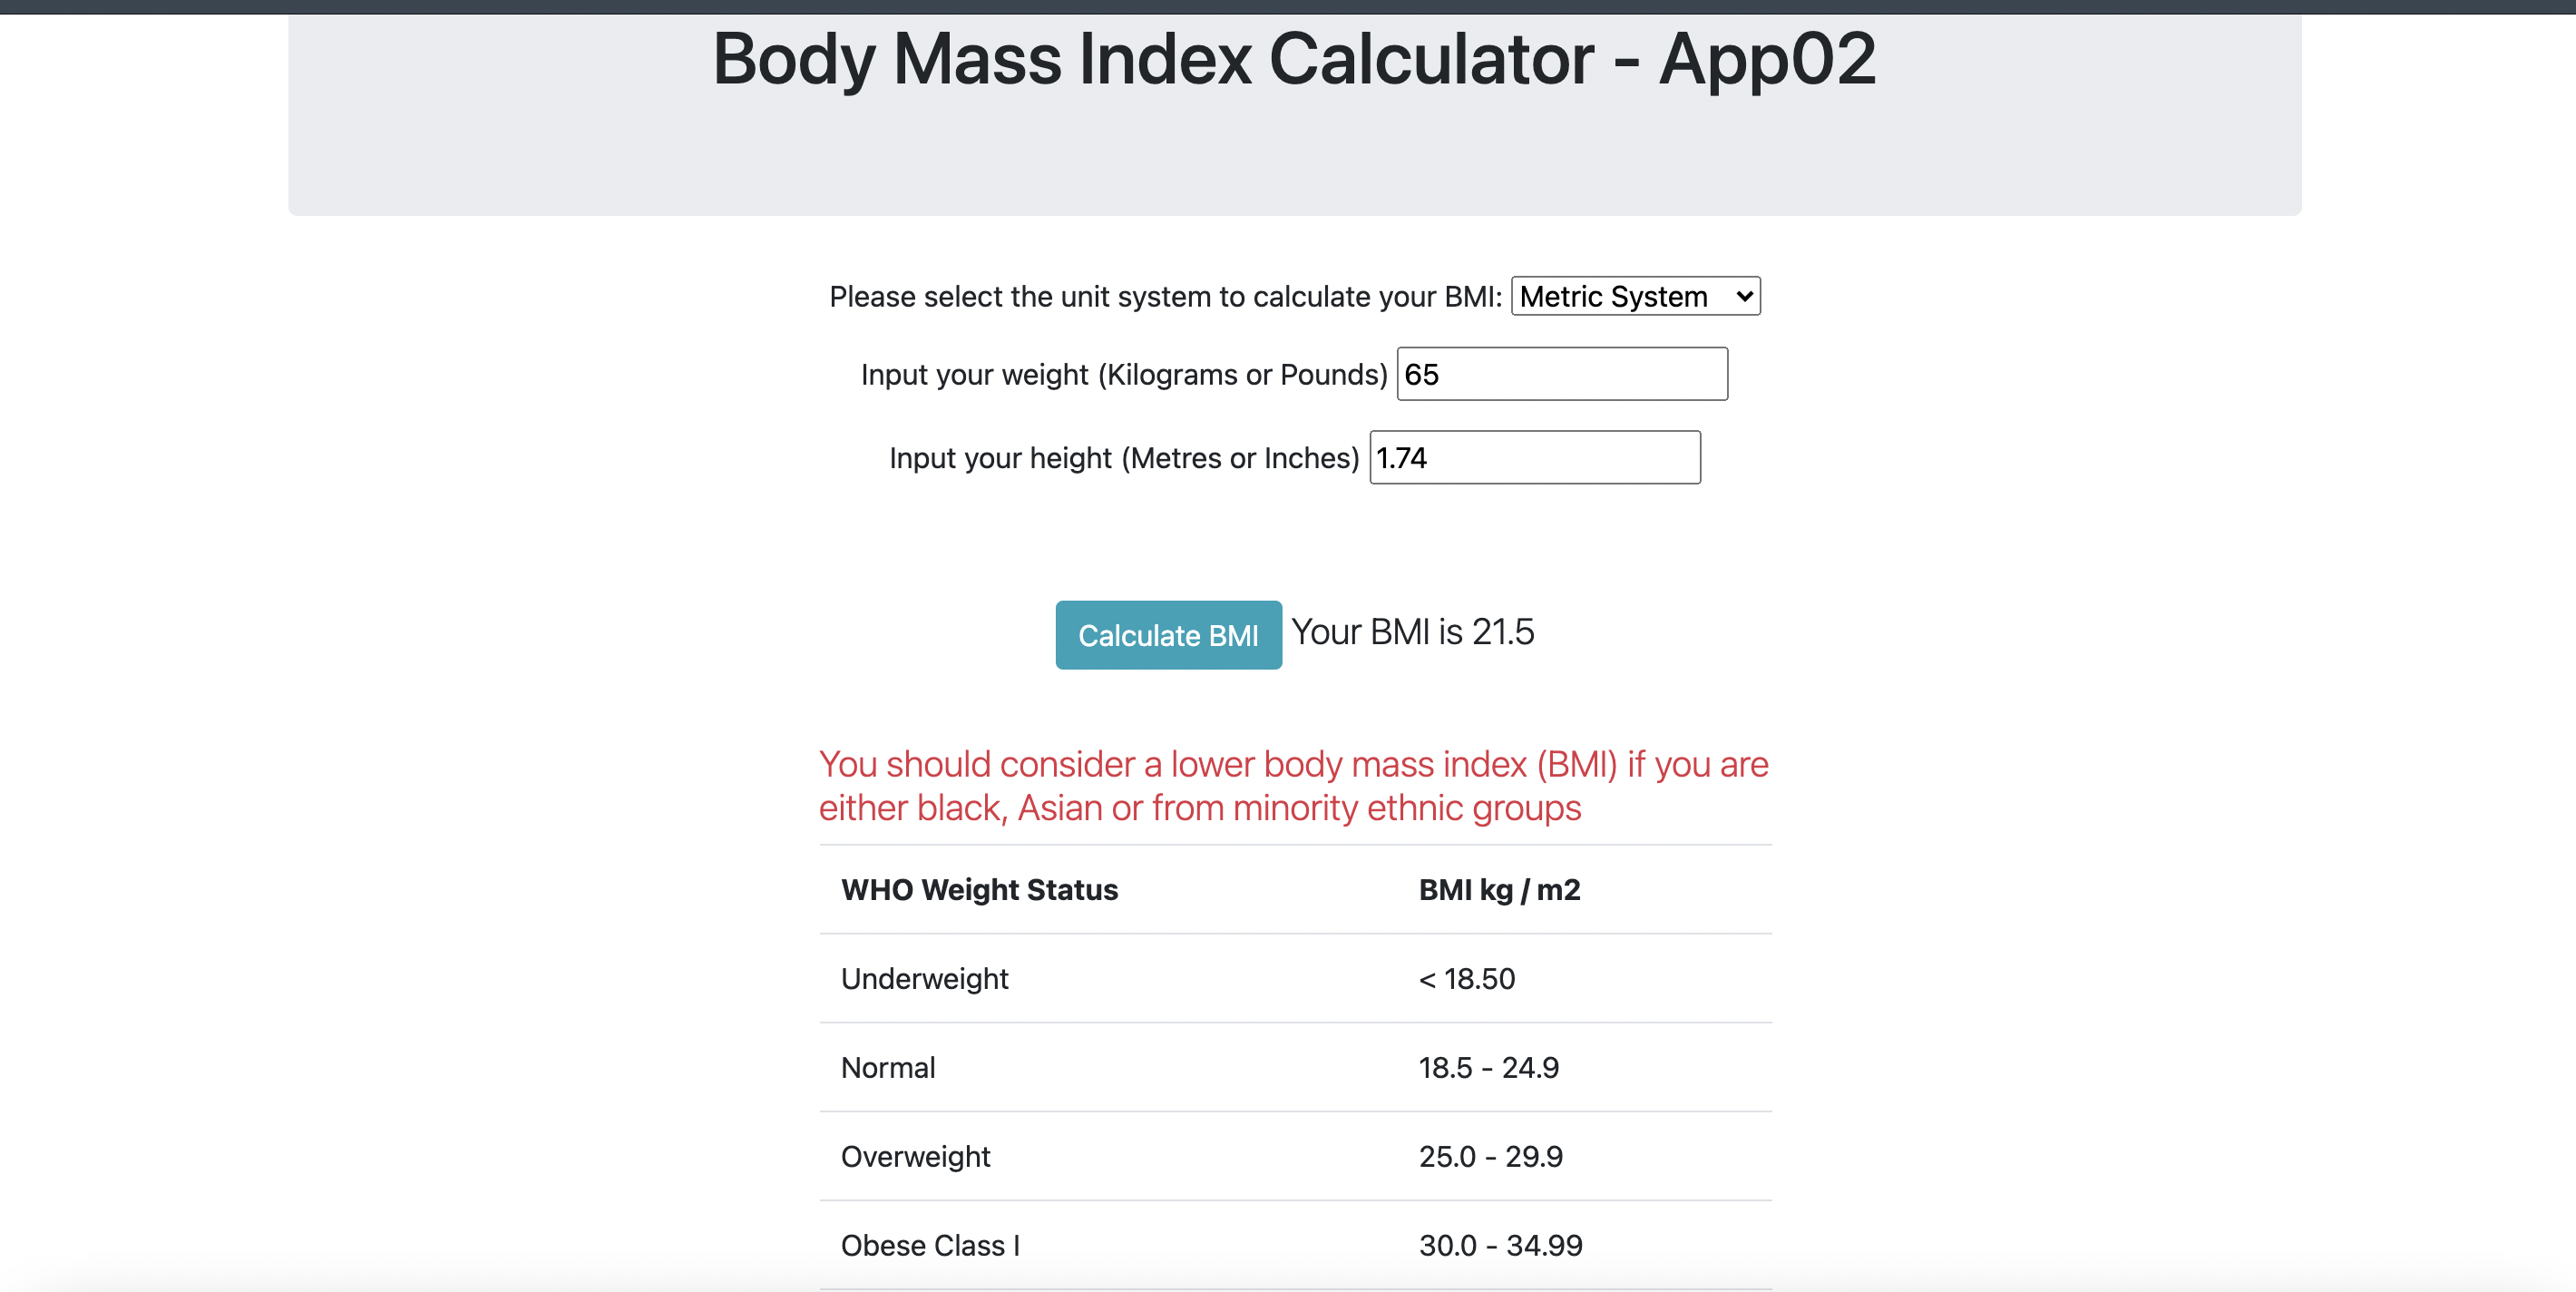 Body Mass Index Calculator - App02
Please select the unit system to calculate your BMI: Metric System
Input your weight (Kilograms or Pounds) 65
Input your height (Metres or Inches) 1.74
Calculate BMI Your BMI is 21.5
You should consider a lower body mass index (BMI) if you are
either black, Asian or from minority ethnic groups
WHO Weight Status BMI kg / m2
Underweight < 18.50
Normal 18.5 - 24.9
Overweight 25.0 - 29.9
Obese Class I 30.0 - 34.99